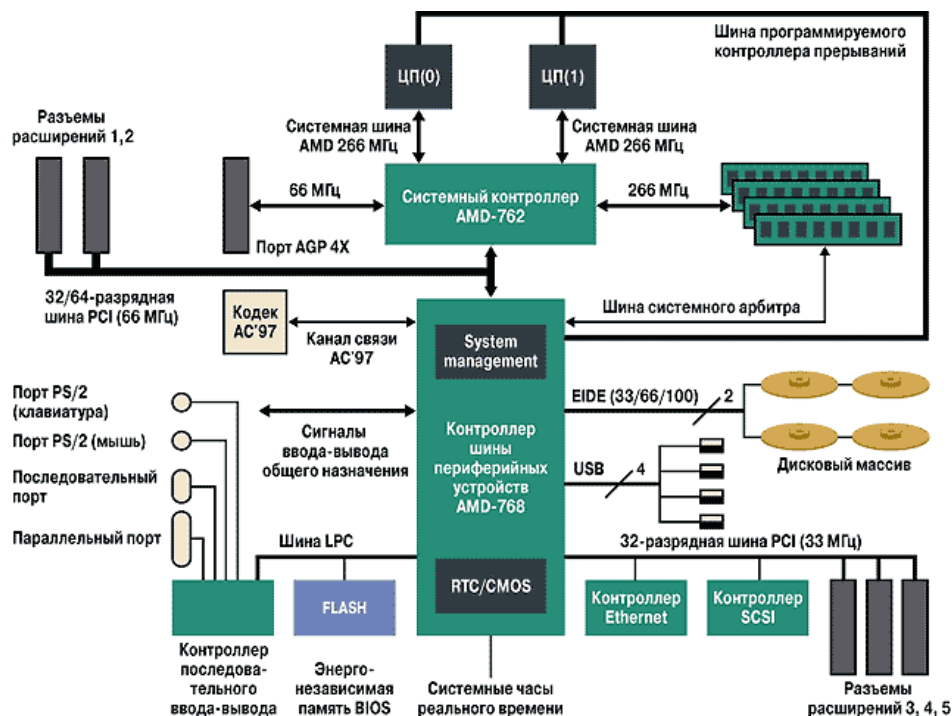 Шина программируемого
контроллера прерываний
ЦП(0)
ЦП(1)
Разъемы
расширений 1,2
Системная шина
AMD 266 МГц
Системная шина
AMD 266 МГц
66 МГц
Системный контроллер
AMD-762
266 МГц
Порт AGP 4X
32/64-разрядная
шина PCI (66 МГц)
Кодек
AC'97
Канал связи
AC'97
Шина системного арбитра
System
management
Порт PS/2
(клавиатура)
Порт PS/2 (мышь)
Последовательный
порт
Параллельный порт
Сигналы
ввода-вывода
общего назначения
Контроллер
шины
периферийных
устройств
AMD-768
EIDE (33/66/100)
2
USB
4
Дисковый массив
Шина LPC
32-разрядная шина PCI (33 МГц)
FLASH
RTC/CMOS
Контроллер
Ethernet
Контроллер
SCSI
Контроллер
последова-
тельного
ввода-вывода
Энерго-
независимая
память BIOS
Системные часы
реального времени
Разъемы
расширений 3, 4, 5